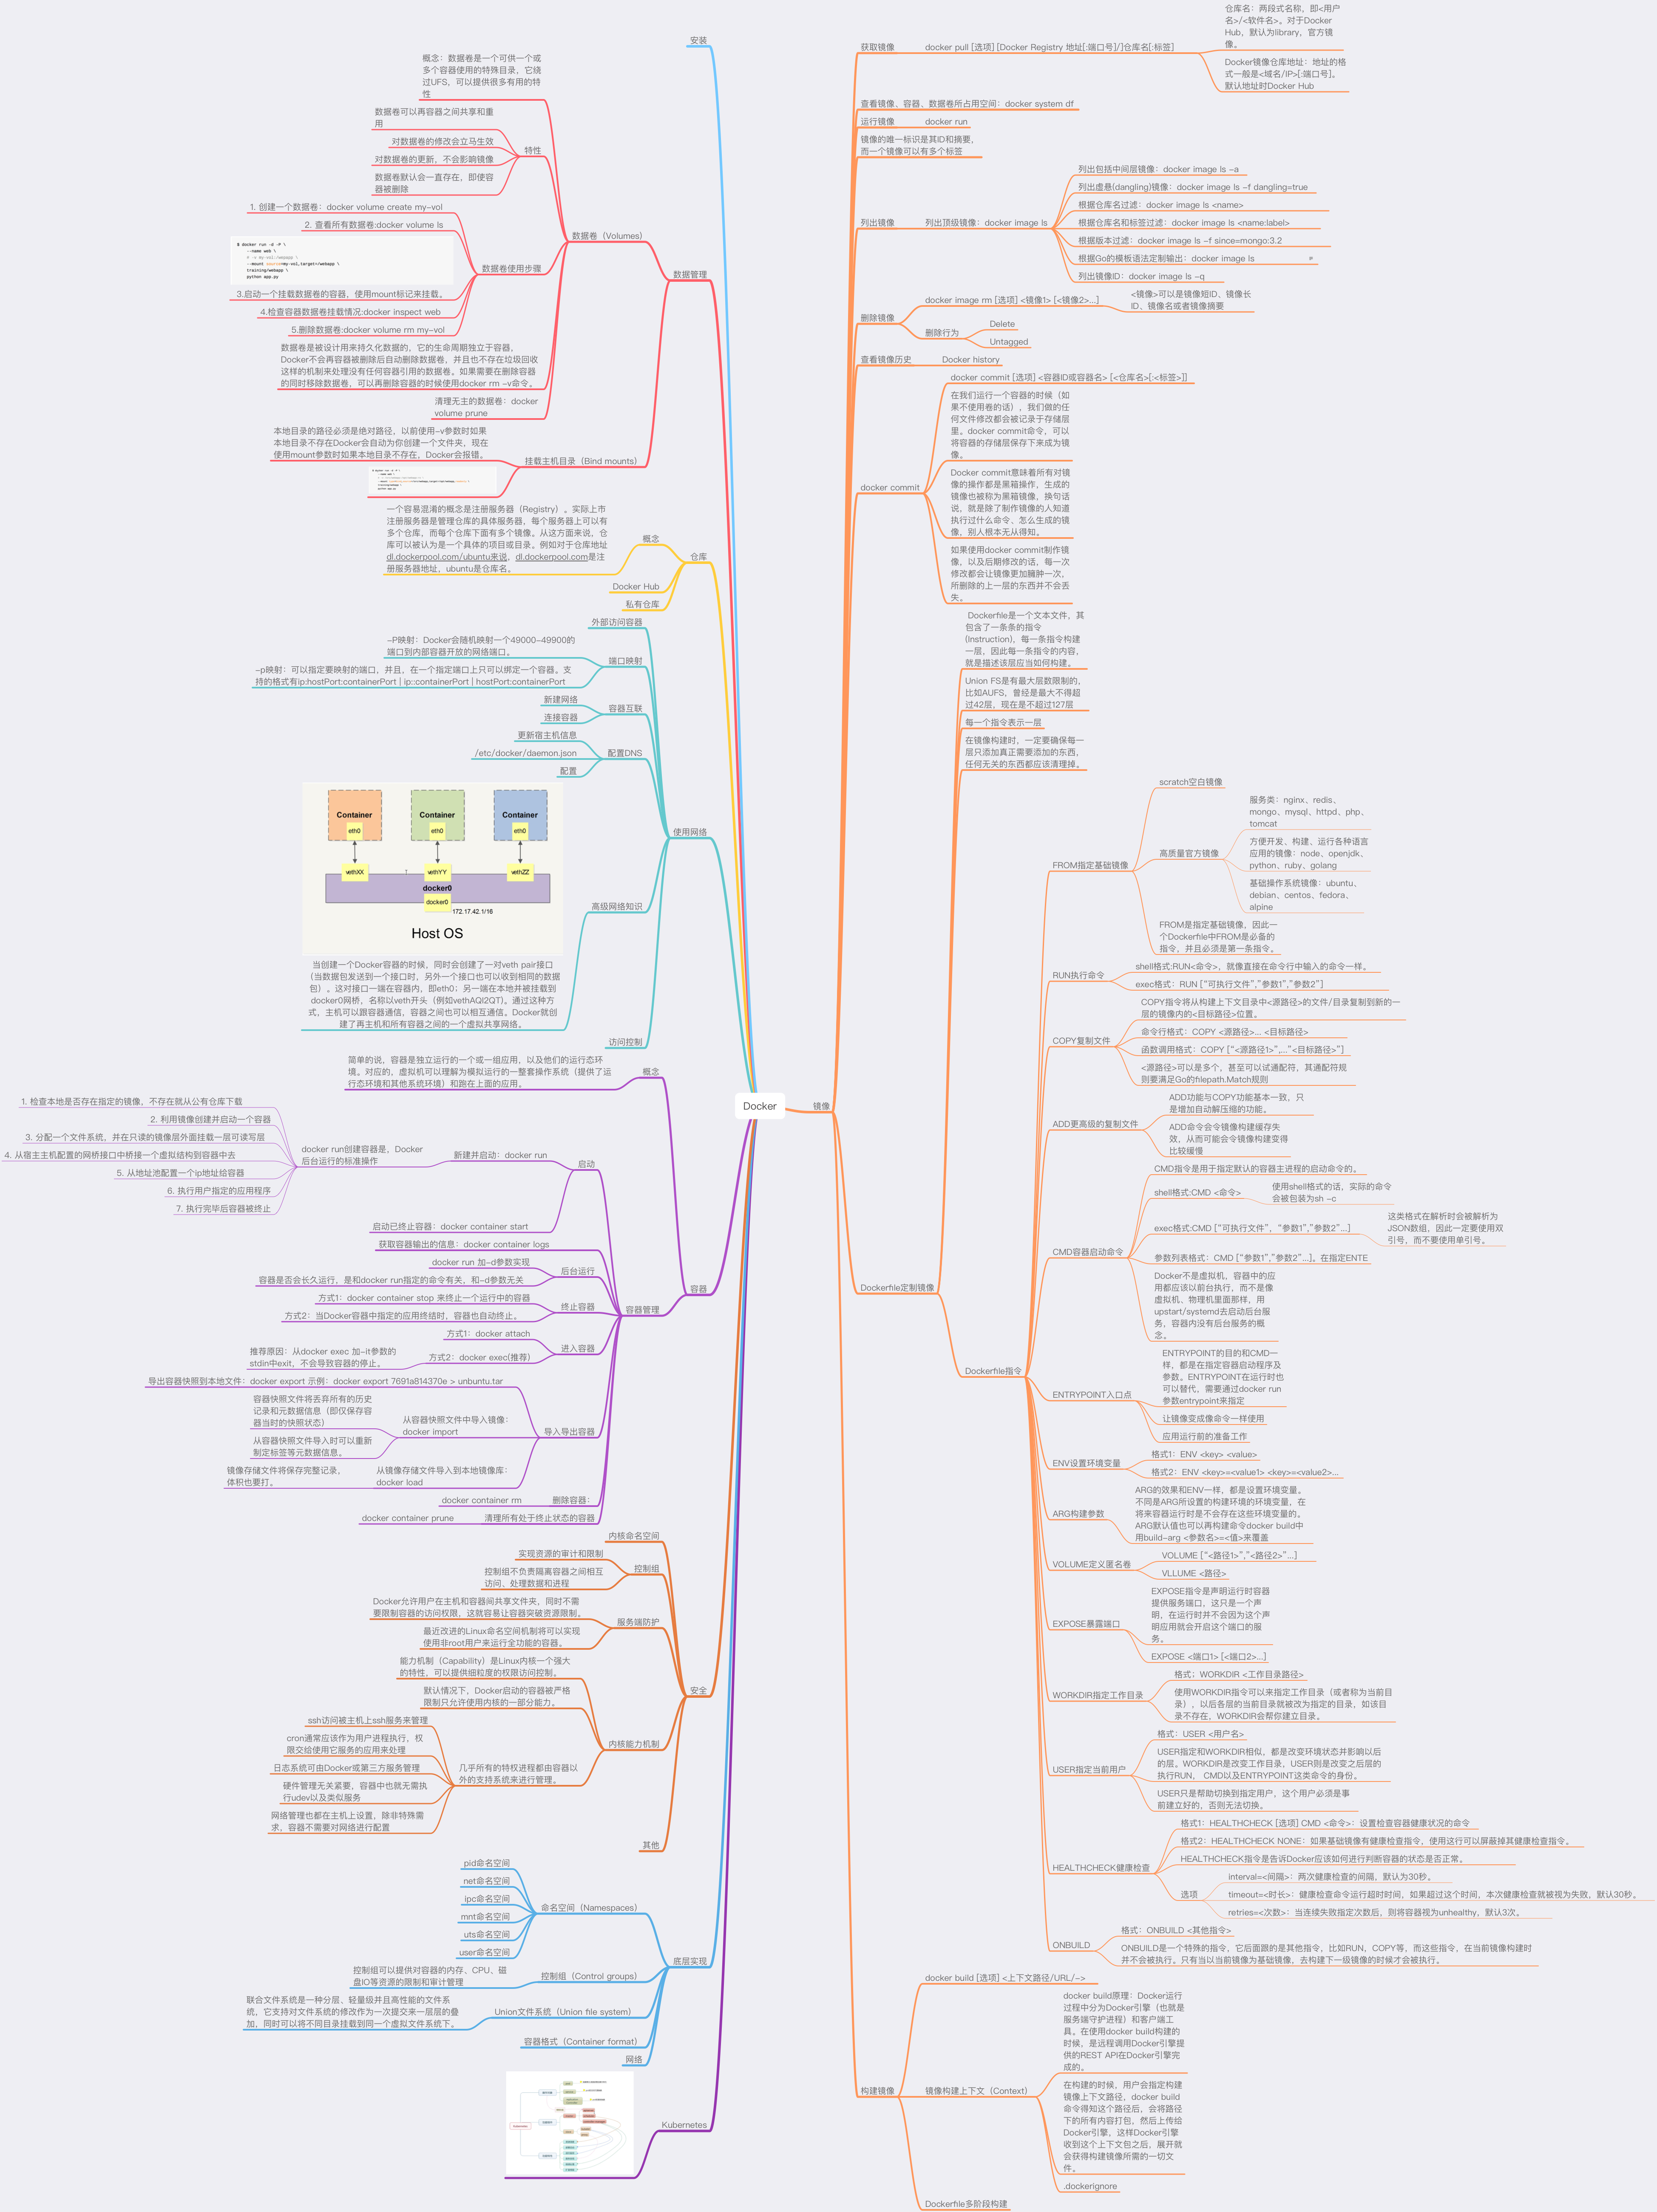 Docker
安装
数据管理
数据卷（Volumes）
概念：数据卷是一个可供一个或
多个容器使用的特殊目录，它绕
过UFS，可以提供很多有用的特
性
特性
数据卷可以再容器之间共享和重
用
对数据卷的修改会立马生效
对数据卷的更新，不会影响镜像
数据卷默认会一直存在，即使容
器被删除
数据卷使用步骤
1. 创建一个数据卷：docker volume create my-vol
2. 查看所有数据卷:docker volume ls
$ docker run -d -P \
--name web \
# -v my-vol:/webapp \
--mount source=my-vol,target=/webapp \
training/webapp \
python app.py
3.启动一个挂载数据卷的容器，使用mount标记来挂载。
4.检查容器数据卷挂载情况:docker inspect web
5.删除数据卷:docker volume rm my-vol
数据卷是被设计用来持久化数据的，它的生命周期独立于容器，
Docker不会再容器被删除后自动删除数据卷，并且也不存在垃圾回收
这样的机制来处理没有任何容器引用的数据卷。如果需要在删除容器
的同时移除数据卷，可以再删除容器的时候使用docker rm -v命令。
清理无主的数据卷：docker
volume prune
挂载主机目录（Bind mounts）
本地目录的路径必须是绝对路径，以前使用-v参数时如果
本地目录不存在Docker会自动为你创建一个文件夹，现在
使用mount参数时如果本地目录不存在，Docker会报错。
仓库
概念
一个容易混淆的概念是注册服务器（Registry）。实际上市
注册服务器是管理仓库的具体服务器，每个服务器上可以有
多个仓库，而每个仓库下面有多个镜像。从这方面来说，仓
库可以被认为是一个具体的项目或目录。例如对于仓库地址
dl.dockerpool.com/ubuntu来说，dl.dockerpool.com是注
册服务器地址，ubuntu是仓库名。
Docker Hub
私有仓库
使用网络
外部访问容器
端口映射
-P映射：Docker会随机映射一个49000-49900的
端口到内部容器开放的网络端口。
-p映射：可以指定要映射的端口，并且，在一个指定端口上只可以绑定一个容器。支
持的格式有ip:hostPort:containerPort | ip::containerPort | hostPort:containerPort
容器互联
新建网络
连接容器
配置DNS
更新宿主机信息
/etc/docker/daemon.json
配置
高级网络知识
Container
Container
Container
eth0
eth0
eth0
vethXX
vethYY
vethZZ
docker0
docker0
172.17.42.1/16
Host OS
当创建一个Docker容器的时候，同时会创建了一对veth pair接口
（当数据包发送到一个接口时，另外一个接口也可以收到相同的数据
包）。这对接口一端在容器内，即eth0；另一端在本地并被挂载到
docker0网桥，名称以veth开头（例如vethAQI2QT）。通过这种方
式，主机可以跟容器通信，容器之间也可以相互通信。Docker就创
建了再主机和所有容器之间的一个虚拟共享网络。
访问控制
容器
概念
简单的说，容器是独立运行的一个或一组应用，以及他们的运行态环
境。对应的，虚拟机可以理解为模拟运行的一整套操作系统（提供了运
行态环境和其他系统环境）和跑在上面的应用。
容器管理
启动
新建并启动：docker run
docker run创建容器是，Docker
后台运行的标准操作
1. 检查本地是否存在指定的镜像，不存在就从公有仓库下载
2. 利用镜像创建并启动一个容器
3. 分配一个文件系统，并在只读的镜像层外面挂载一层可读写层
4. 从宿主主机配置的网桥接口中桥接一个虚拟结构到容器中去
5. 从地址池配置一个ip地址给容器
6. 执行用户指定的应用程序
7. 执行完毕后容器被终止
启动已终止容器：docker container start
获取容器输出的信息：docker container logs
后台运行
docker run 加-d参数实现
容器是否会长久运行，是和docker run指定的命令有关，和-d参数无关
终止容器
方式1：docker container stop 来终止一个运行中的容器
方式2：当Docker容器中指定的应用终结时，容器也自动终止。
进入容器
方式1：docker attach
方式2：docker exec(推荐）
推荐原因：从docker exec 加-it参数的
stdin中exit，不会导致容器的停止。
导入导出容器
导出容器快照到本地文件：docker export 示例：docker export 7691a814370e > unbuntu.tar
从容器快照文件中导入镜像：
docker import
容器快照文件将丢弃所有的历史
记录和元数据信息（即仅保存容
器当时的快照状态）
从容器快照文件导入时可以重新
制定标签等元数据信息。
从镜像存储文件导入到本地镜像库：
docker load
镜像存储文件将保存完整记录，
体积也要打。
删除容器：
docker container rm
清理所有处于终止状态的容器
docker container prune
安全
内核命名空间
控制组
实现资源的审计和限制
控制组不负责隔离容器之间相互
访问、处理数据和进程
服务端防护
Docker允许用户在主机和容器间共享文件夹，同时不需
要限制容器的访问权限，这就容易让容器突破资源限制。
最近改进的Linux命名空间机制将可以实现
使用非root用户来运行全功能的容器。
内核能力机制
能力机制（Capability）是Linux内核一个强大
的特性，可以提供细粒度的权限访问控制。
默认情况下，Docker启动的容器被严格
限制只允许使用内核的一部分能力。
几乎所有的特权进程都由容器以
外的支持系统来进行管理。
ssh访问被主机上ssh服务来管理
cron通常应该作为用户进程执行，权
限交给使用它服务的应用来处理
日志系统可由Docker或第三方服务管理
硬件管理无关紧要，容器中也就无需执
行udev以及类似服务
网络管理也都在主机上设置，除非特殊需
求，容器不需要对网络进行配置
其他
底层实现
命名空间（Namespaces）
pid命名空间
net命名空间
ipc命名空间
mnt命名空间
uts命名空间
user命名空间
控制组（Control groups）
控制组可以提供对容器的内存、CPU、磁
盘IO等资源的限制和审计管理
Union文件系统（Union file system）
联合文件系统是一种分层、轻量级并且高性能的文件系
统，它支持对文件系统的修改作为一次提交来一层层的叠
加，同时可以将不同目录挂载到同一个虚拟文件系统下。
容器格式（Container format）
网络
Kubernetes
镜像
获取镜像
docker pull [选项] [Docker Registry 地址[:端口号]/]仓库名[:标签]
仓库名：两段式名称，即<用户
名>/<软件名>。对于Docker
Hub，默认为library，官方镜
像。
Docker镜像仓库地址：地址的格
式一般是<域名/IP>[:端口号]。
默认地址时Docker Hub
查看镜像、容器、数据卷所占用空间：docker system df
运行镜像
docker run
镜像的唯一标识是其ID和摘要，
而一个镜像可以有多个标签
列出镜像
列出顶级镜像：docker image ls
列出包括中间层镜像：docker image ls -a
列出虚悬(dangling)镜像：docker image ls -f dangling=true
根据仓库名过滤：docker image ls <name>
根据仓库名和标签过滤：docker image ls <name:label>
根据版本过滤：docker image ls -f since=mongo:3.2
根据Go的模板语法定制输出：docker image ls
列出镜像ID：docker image ls -q
删除镜像
docker image rm [选项] <镜像1> [<镜像2>...]
<镜像>可以是镜像短ID、镜像长
ID、镜像名或者镜像摘要
删除行为
Delete
Untagged
查看镜像历史
Docker history
docker commit
docker commit [选项] <容器ID或容器名> [<仓库名>[:<标签>]]
在我们运行一个容器的时候（如
果不使用卷的话），我们做的任
何文件修改都会被记录于存储层
里。docker commit命令，可以
将容器的存储层保存下来成为镜
像。
Docker commit意味着所有对镜
像的操作都是黑箱操作，生成的
镜像也被称为黑箱镜像，换句话
说，就是除了制作镜像的人知道
执行过什么命令、怎么生成的镜
像，别人根本无从得知。
如果使用docker commit制作镜
像，以及后期修改的话，每一次
修改都会让镜像更加臃肿一次，
所删除的上一层的东西并不会丢
失。
Dockerfile定制镜像
Dockerfile是一个文本文件，其
包含了一条条的指令
(Instruction)，每一条指令构建
一层，因此每一条指令的内容，
就是描述该层应当如何构建。
Union FS是有最大层数限制的，
比如AUFS，曾经是最大不得超
过42层，现在是不超过127层
每一个指令表示一层
在镜像构建时，一定要确保每一
层只添加真正需要添加的东西，
任何无关的东西都应该清理掉。
Dockerfile指令
FROM指定基础镜像
scratch空白镜像
高质量官方镜像
服务类：nginx、redis、
mongo、mysql、httpd、php、
tomcat
方便开发、构建、运行各种语言
应用的镜像：node、openjdk、
python、ruby、golang
基础操作系统镜像：ubuntu、
debian、centos、fedora、
alpine
FROM是指定基础镜像，因此一
个Dockerfile中FROM是必备的
指令，并且必须是第一条指令。
RUN执行命令
shell格式:RUN<命令>，就像直接在命令行中输入的命令一样。
exec格式：RUN [“可执行文件”,“参数1”,“参数2”]
COPY复制文件
COPY指令将从构建上下文目录中<源路径>的文件/目录复制到新的一
层的镜像内的<目标路径>位置。
命令行格式：COPY <源路径>... <目标路径>
函数调用格式：COPY [“<源路径1>”,...“<目标路径>”]
<源路径>可以是多个，甚至可以试通配符，其通配符规
则要满足Go的filepath.Match规则
ADD更高级的复制文件
ADD功能与COPY功能基本一致，只
是增加自动解压缩的功能。
ADD命令会令镜像构建缓存失
效，从而可能会令镜像构建变得
比较缓慢
CMD容器启动命令
CMD指令是用于指定默认的容器主进程的启动命令的。
shell格式:CMD <命令>
使用shell格式的话，实际的命令
会被包装为sh -c
exec格式:CMD [“可执行文件”，“参数1”,“参数2”...]
这类格式在解析时会被解析为
JSON数组，因此一定要使用双
引号，而不要使用单引号。
参数列表格式：CMD [“参数1”,“参数2”...]。在指定ENTE
Docker不是虚拟机，容器中的应
用都应该以前台执行，而不是像
虚拟机、物理机里面那样，用
upstart/systemd去启动后台服
务，容器内没有后台服务的概
念。
ENTRYPOINT入口点
ENTRYPOINT的目的和CMD一
样，都是在指定容器启动程序及
参数。ENTRYPOINT在运行时也
可以替代，需要通过docker run
参数entrypoint来指定
让镜像变成像命令一样使用
应用运行前的准备工作
ENV设置环境变量
格式1：ENV <key> <value>
格式2：ENV <key>=<value1> <key>=<value2>...
ARG构建参数
ARG的效果和ENV一样，都是设置环境变量。
不同是ARG所设置的构建环境的环境变量，在
将来容器运行时是不会存在这些环境变量的。
ARG默认值也可以再构建命令docker build中
用build-arg <参数名>=<值>来覆盖
VOLUME定义匿名卷
VOLUME [“<路径1>”,“<路径2>”...]
VLLUME <路径>
EXPOSE暴露端口
EXPOSE指令是声明运行时容器
提供服务端口，这只是一个声
明，在运行时并不会因为这个声
明应用就会开启这个端口的服
务。
EXPOSE <端口1> [<端口2>...]
WORKDIR指定工作目录
格式；WORKDIR <工作目录路径>
使用WORKDIR指令可以来指定工作目录（或者称为当前目
录），以后各层的当前目录就被改为指定的目录，如该目
录不存在，WORKDIR会帮你建立目录。
USER指定当前用户
格式：USER <用户名>
USER指定和WORKDIR相似，都是改变环境状态并影响以后
的层。WORKDIR是改变工作目录，USER则是改变之后层的
执行RUN， CMD以及ENTRYPOINT这类命令的身份。
USER只是帮助切换到指定用户，这个用户必须是事
前建立好的，否则无法切换。
HEALTHCHECK健康检查
格式1：HEALTHCHECK [选项] CMD <命令>：设置检查容器健康状况的命令
格式2：HEALTHCHECK NONE：如果基础镜像有健康检查指令，使用这行可以屏蔽掉其健康检查指令。
HEALTHCHECK指令是告诉Docker应该如何进行判断容器的状态是否正常。
选项
interval=<间隔>：两次健康检查的间隔，默认为30秒。
timeout=<时长>：健康检查命令运行超时时间，如果超过这个时间，本次健康检查就被视为失败，默认30秒。
retries=<次数>：当连续失败指定次数后，则将容器视为unhealthy，默认3次。
ONBUILD
格式：ONBUILD <其他指令>
ONBUILD是一个特殊的指令，它后面跟的是其他指令，比如RUN，COPY等，而这些指令，在当前镜像构建时
并不会被执行。只有当以当前镜像为基础镜像，去构建下一级镜像的时候才会被执行。
构建镜像
docker build [选项] <上下文路径/URL/->
镜像构建上下文（Context）
docker build原理：Docker运行
过程中分为Docker引擎（也就是
服务端守护进程）和客户端工
具。在使用docker build构建的
时候，是远程调用Docker引擎提
供的REST API在Docker引擎完
成的。
在构建的时候，用户会指定构建
镜像上下文路径，docker build
命令得知这个路径后，会将路径
下的所有内容打包，然后上传给
Docker引擎，这样Docker引擎
收到这个上下文包之后，展开就
会获得构建镜像所需的一切文
件。
.dockerignore
Dockerfile多阶段构建